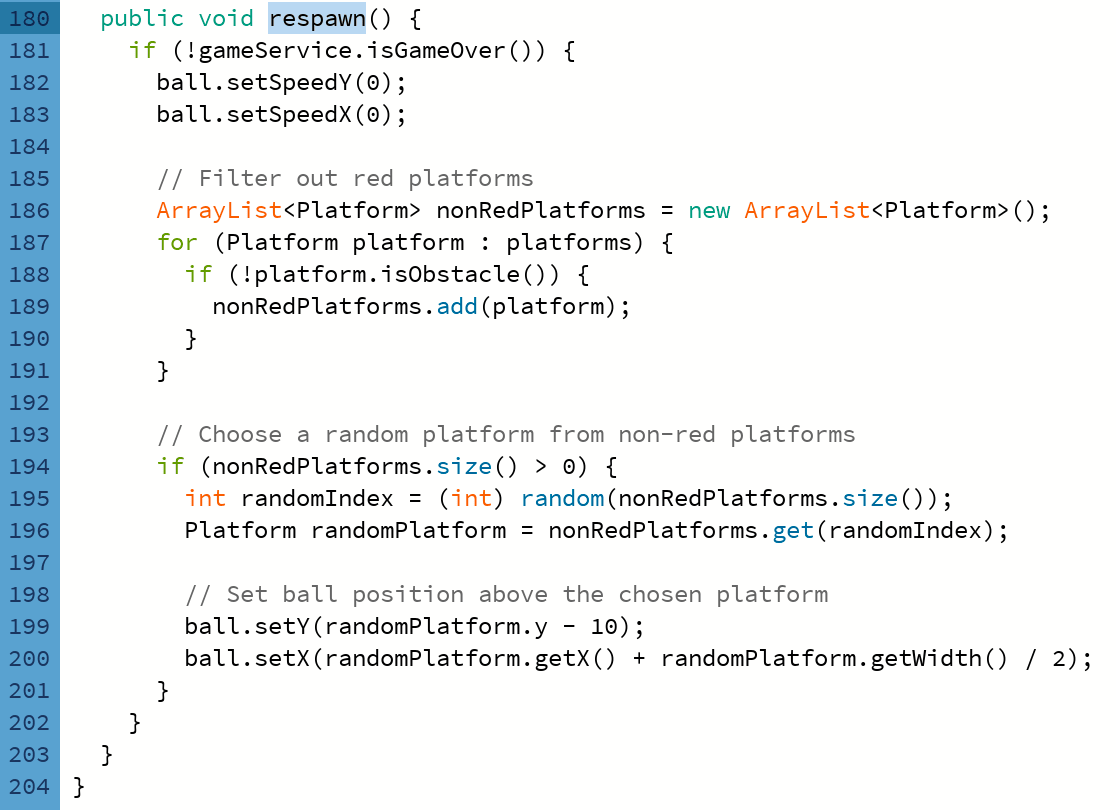 180 public void respawn() {
181 if (!gameService.isGameOver()) {
182 ball.setSpeedY(0);
183 ball.setSpeedX(0);
184
185 // Filter out red platforms
186 ArrayList<Platform> nonRedPlatforms = new ArrayList<Platform>();
187 for (Platform platform : platforms) {
188 if (!platform.isObstacle()) {
189 nonRedPlatforms.add(platform);
190 }
191 }
192
193 // Choose a random platform from non-red platforms
194 if (nonRedPlatforms.size() > 0) {
195 int randomIndex = (int) random(nonRedPlatforms.size());
196 Platform randomPlatform = nonRedPlatforms.get(randomIndex);
197
198 // Set ball position above the chosen platform
199 ball.setY(randomPlatform.y - 10);
200 ball.setX(randomPlatform.getX() + randomPlatform.getWidth() / 2);
201 }
202 }
203 }
204 }